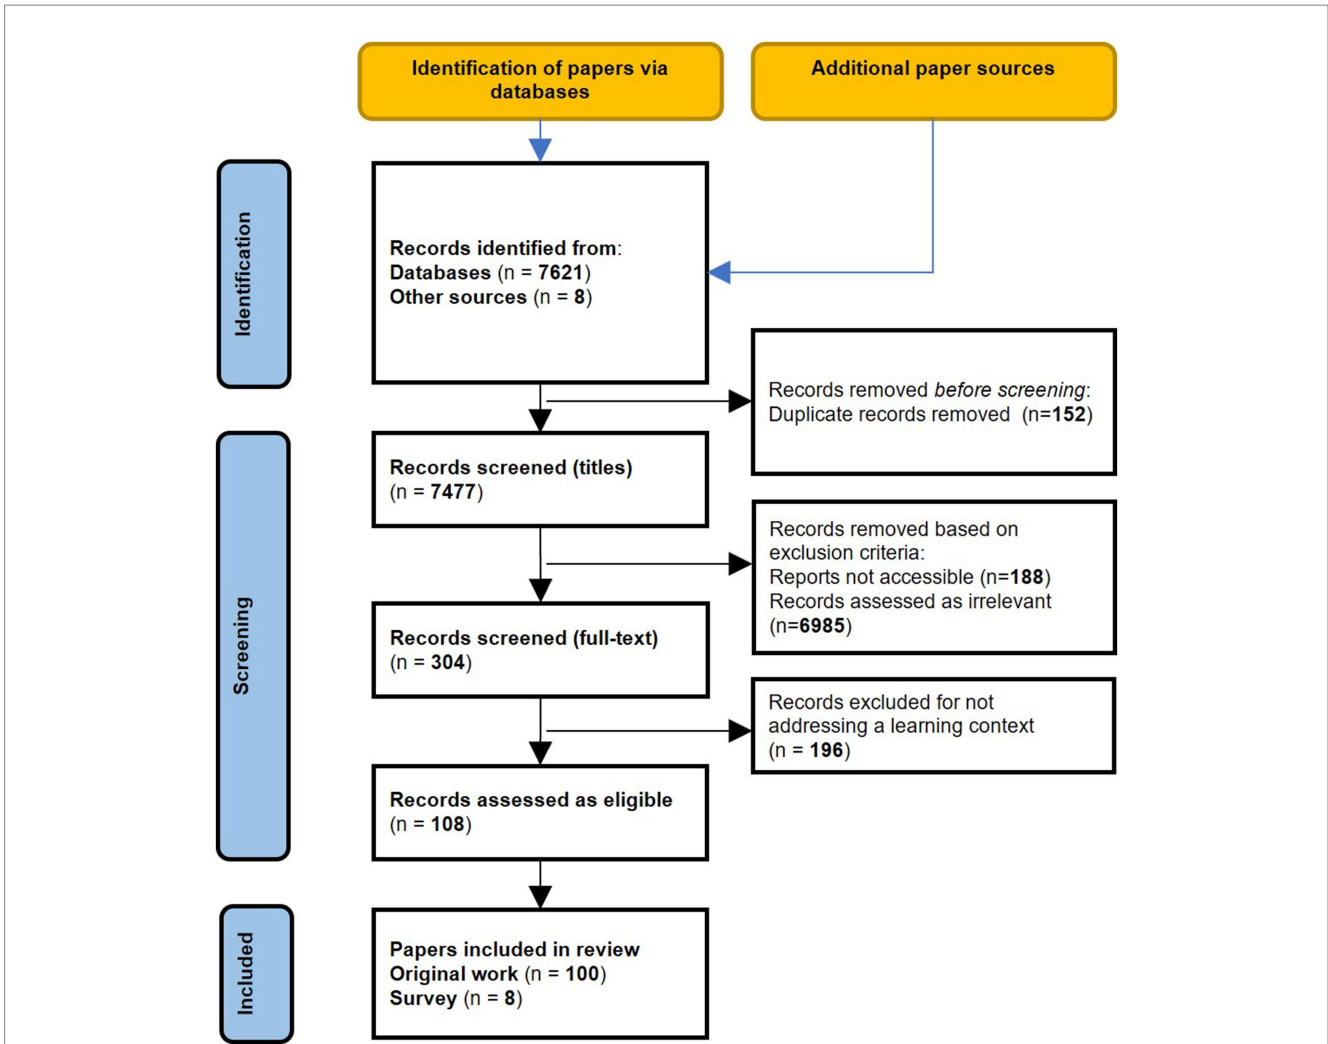 Identification of papers via
databases
Additional paper sources
Identification
Records identified from:
Databases (n = 7621)
Other sources (n = 8)
Records removed before screening:
Duplicate records removed (n=152)
Screening
Records screened (titles)
(n = 7477)
Records removed based on
exclusion criteria:
Reports not accessible (n=188)
Records assessed as irrelevant
(n=6985)
Records screened (full-text)
(n = 304)
Records excluded for not
addressing a learning context
(n = 196)
Records assessed as eligible
(n = 108)
Included
Papers included in review
Original work (n = 100)
Survey (n = 8)